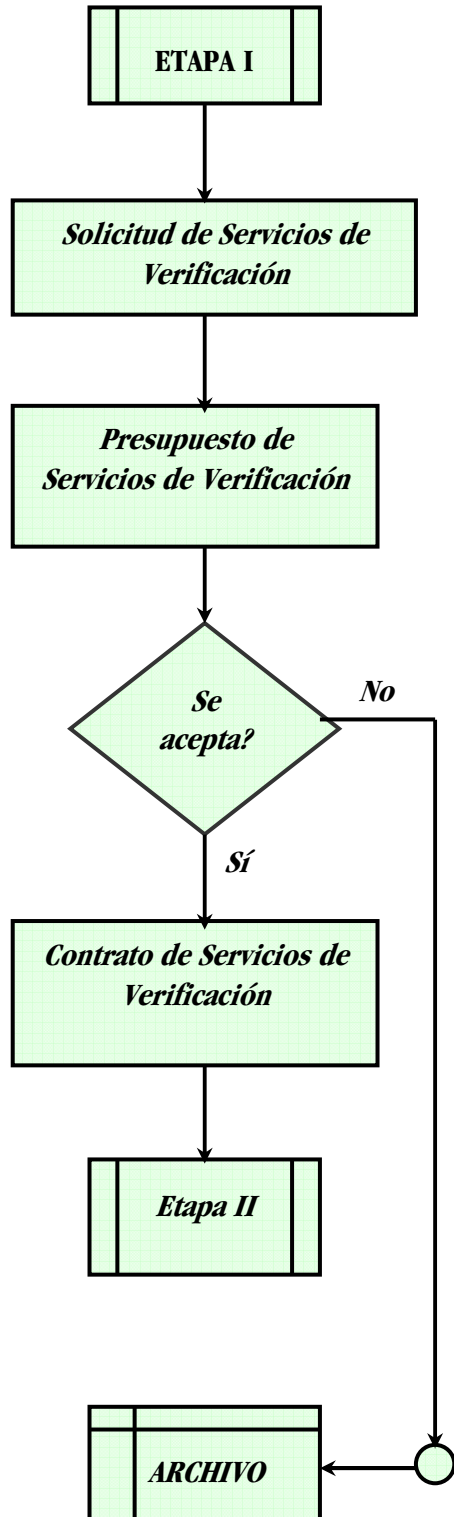 ETAPA I
Solicitud de Servicios de
Verificación
Presupuesto de
Servicios de Verificación
Se
acepta?
No
Sí
Contrato de Servicios de
Verificación
Etapa II
ARCHIVO